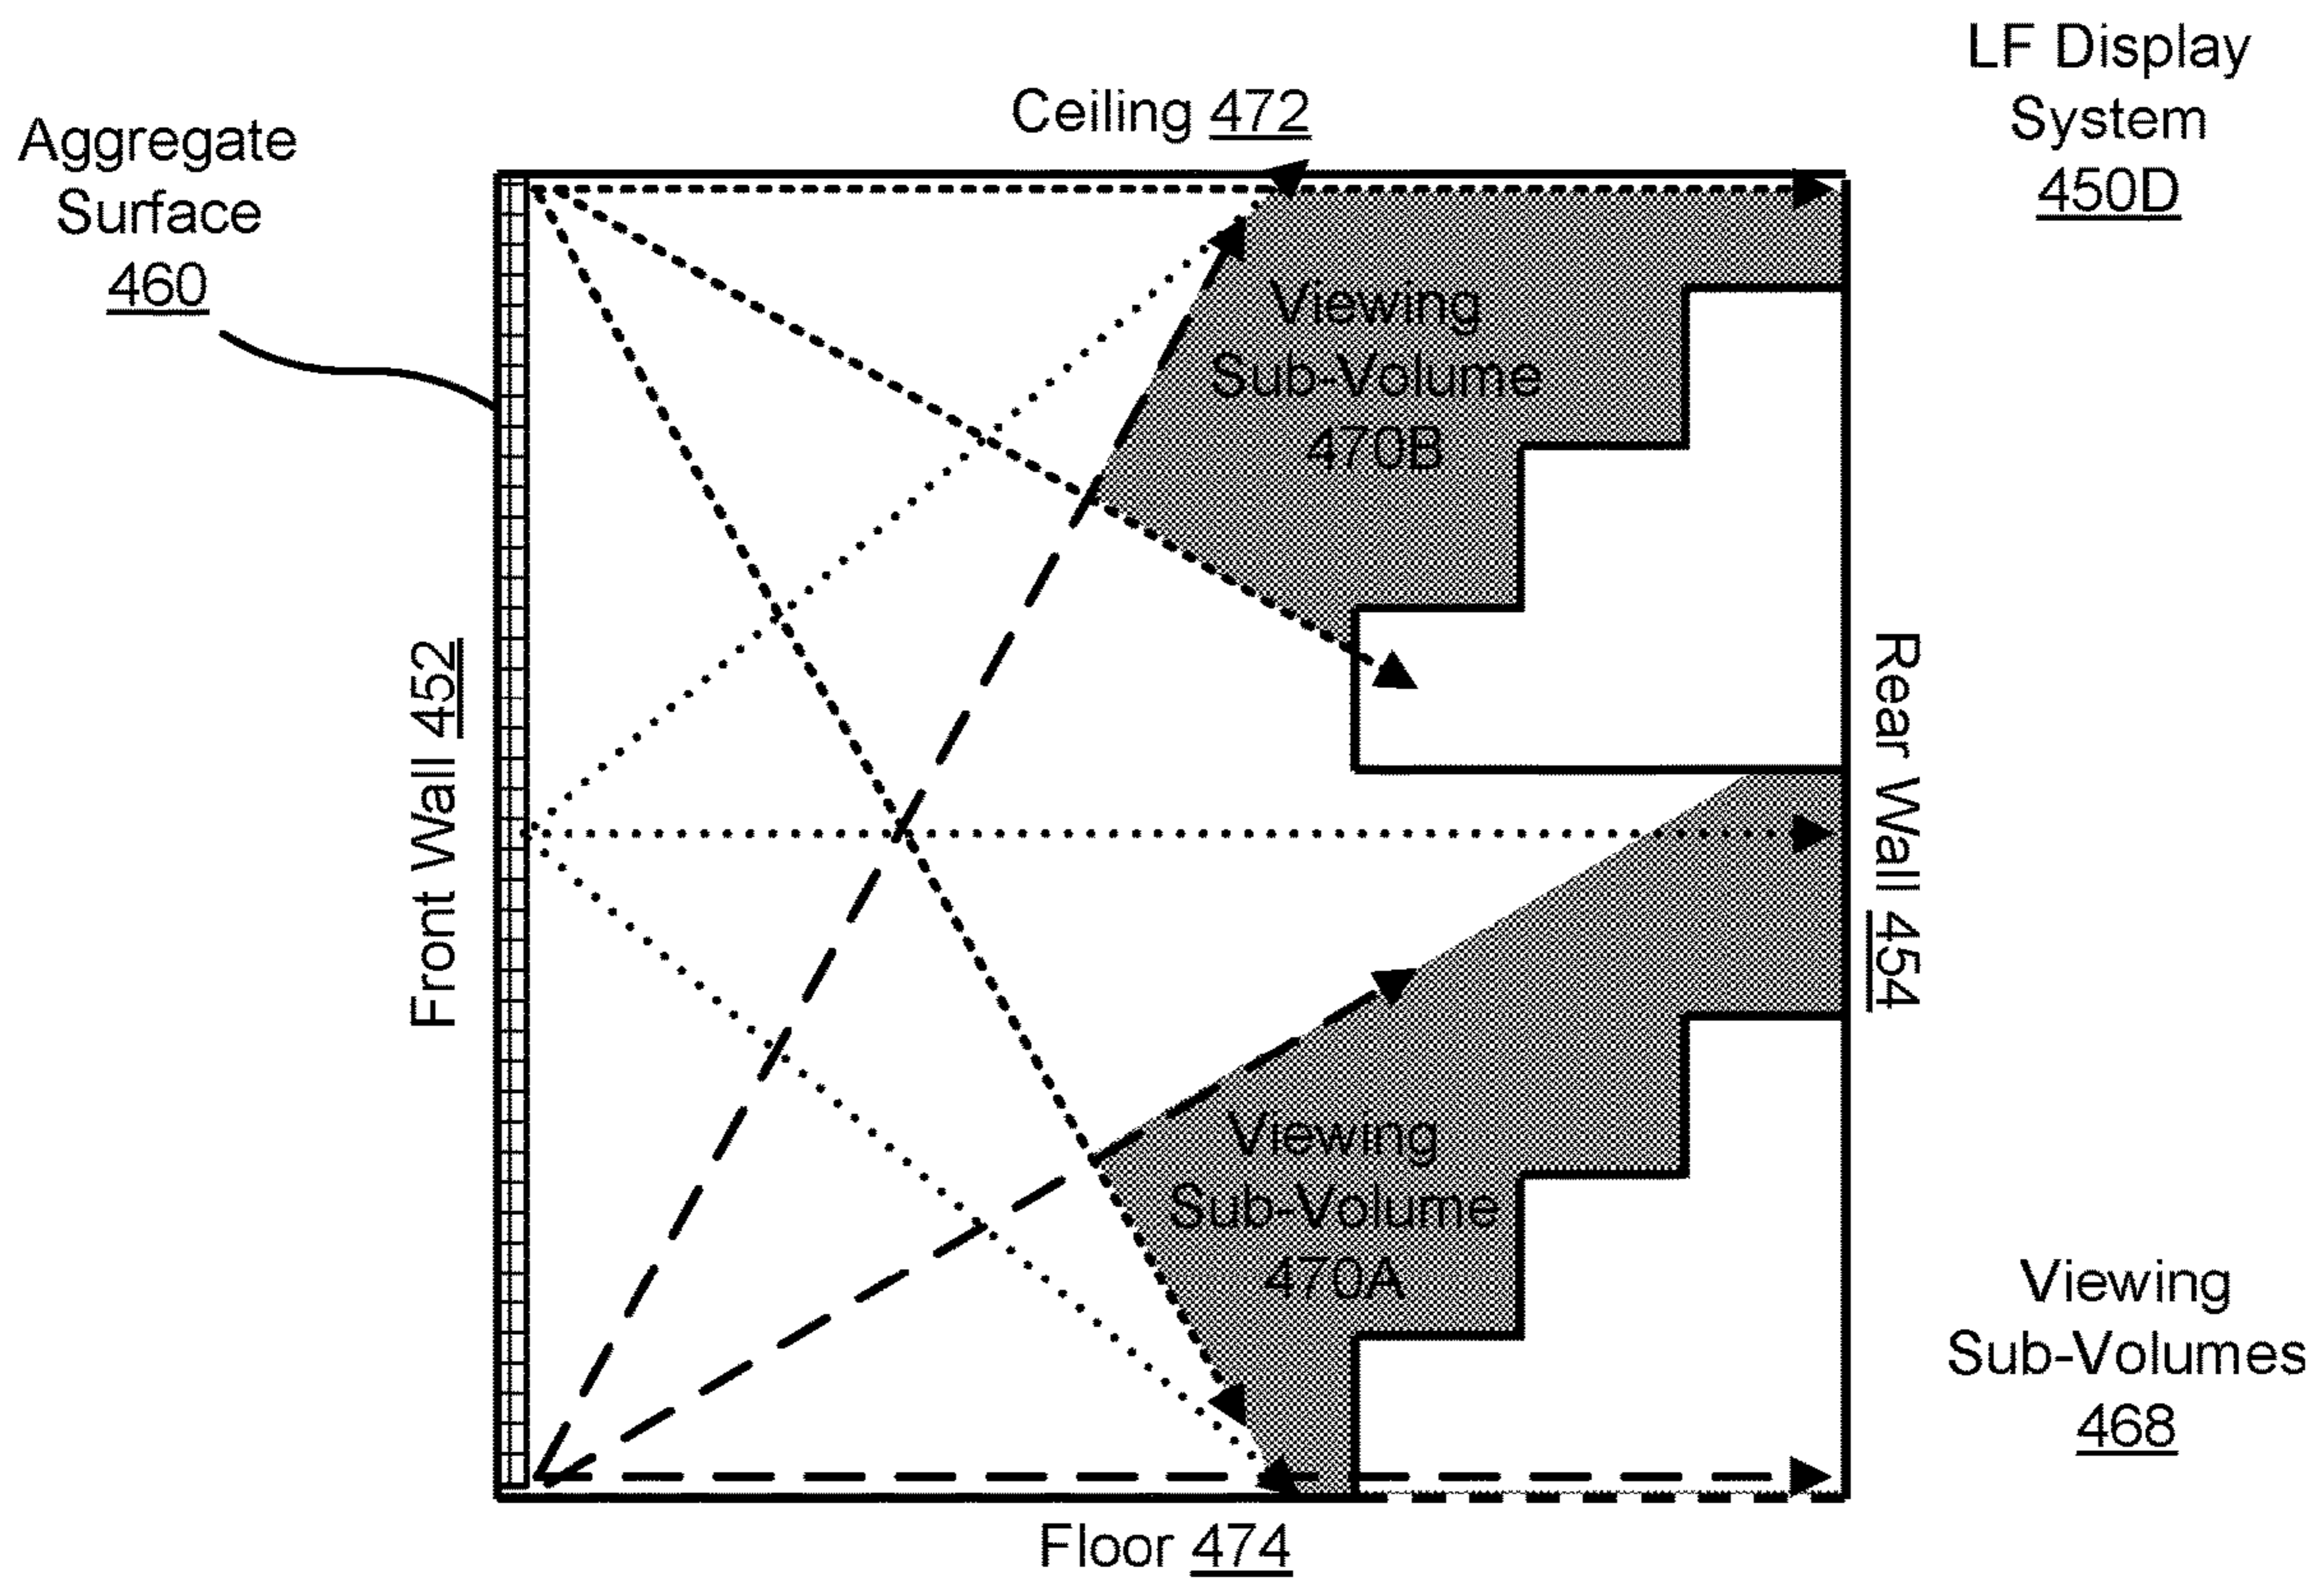 LF Display
System
450D
Ceiling 472
Aggregate
Surface
460
Viewing
Sub-Volume
470B
Front Wall 452
Rear Wall 454
Viewing
Sub-Volume
470A
Viewing
Sub-Volumes
468
Floor 474